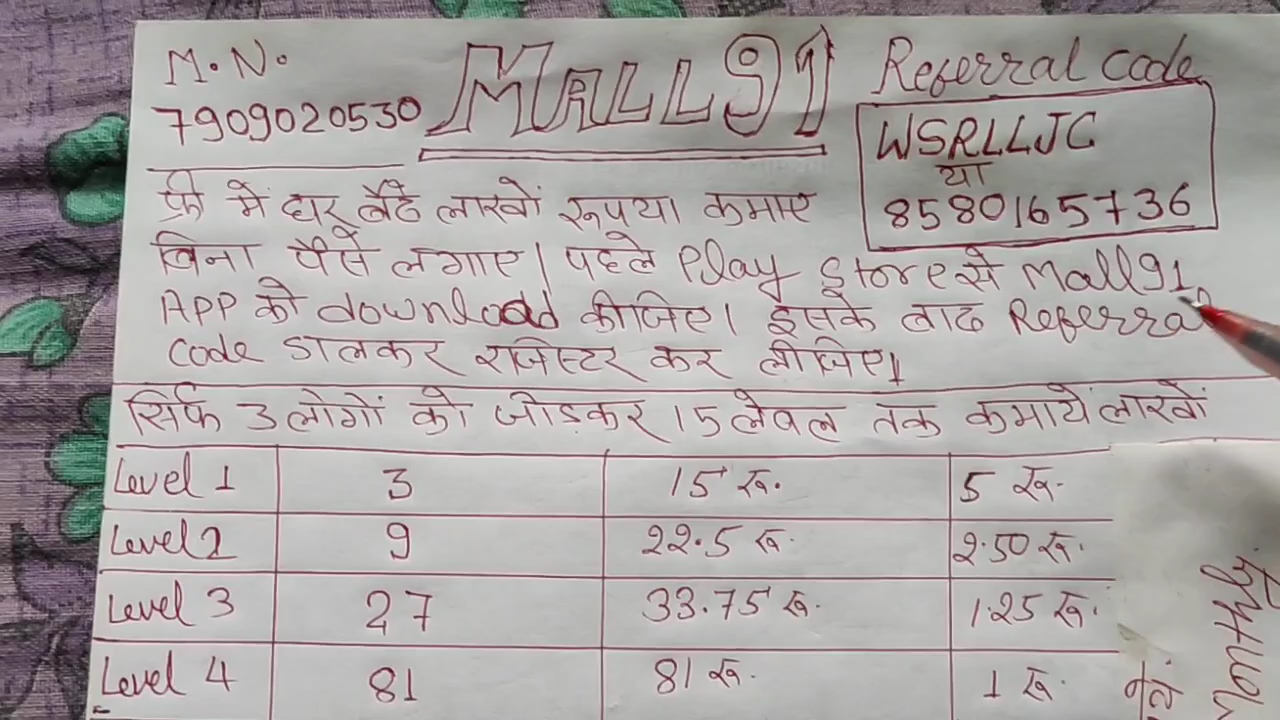 M.N. MALL91 Referral Code
7909020530 WSRLLJC
या
8580165736
फ्री में घर बैठे लाखों रूपया कमाए
बिना पैसे लगाए। पहले Play Store से Mall91
APP को download कीजिए। इसके बाद Referral
Code डालकर रजिस्टर कर लीजिए।
सिर्फ 3 लोगों को जोड़कर 15 लेवल तक कमायें लाखों
Level 1 3 15 रू. 5 रू.
Level 2 9 22.5 रू. 2.50 रू.
Level 3 27 33.75 रू. 1.25 रू.
Level 4 81 81 रू. 1 रू.